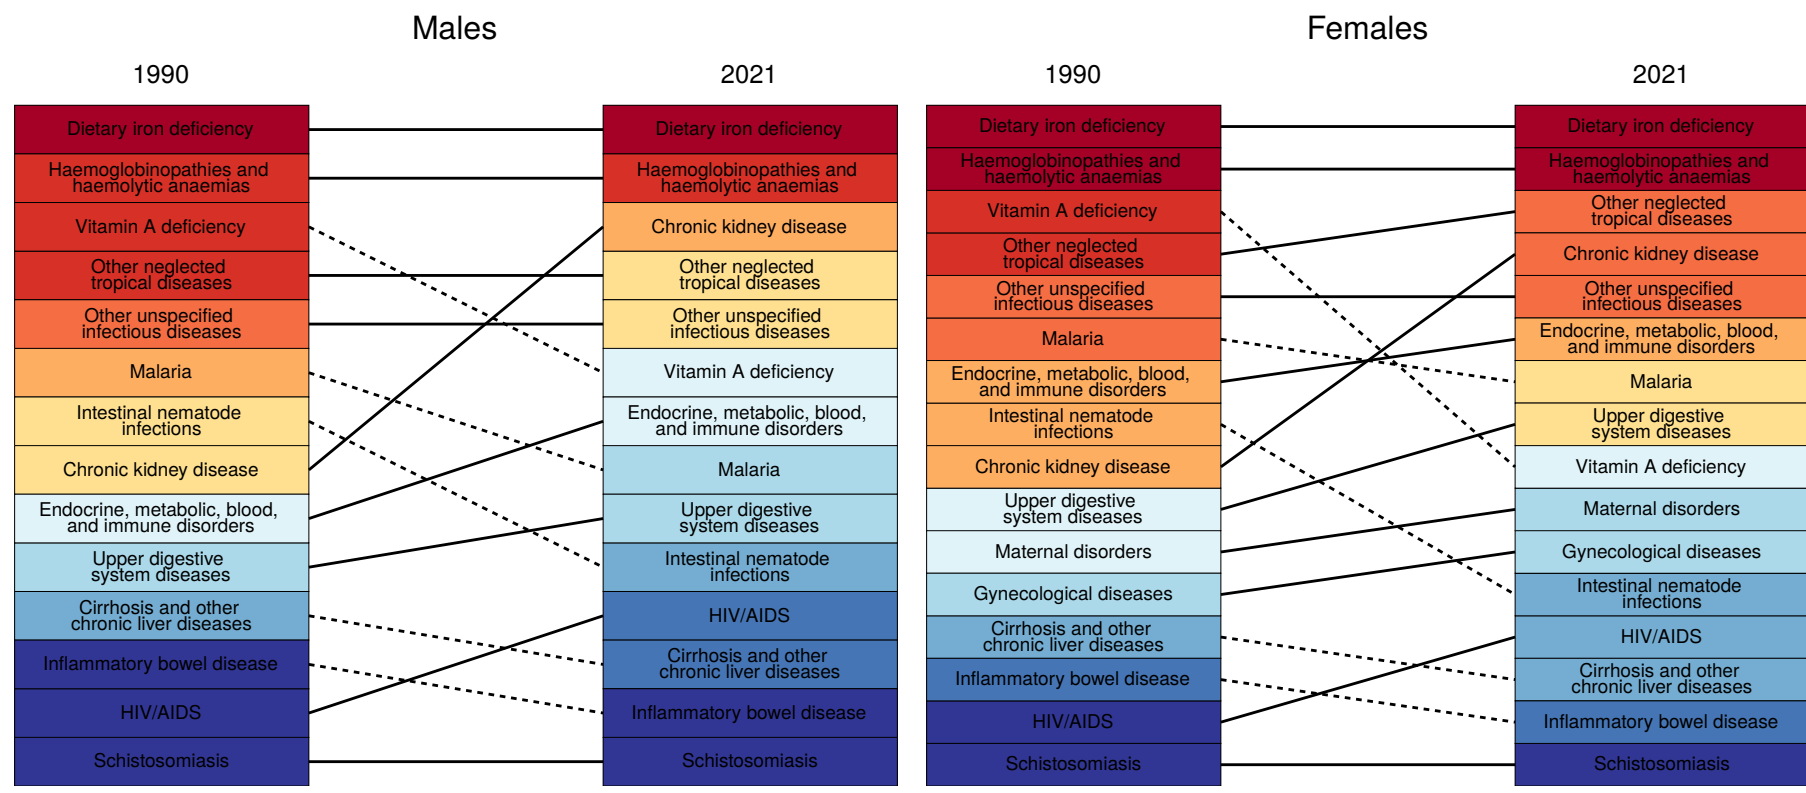 Males
1990
2021
Dietary iron deficiency
Haemoglobinopathies and
haemolytic anaemias
Vitamin A deficiency
Other neglected
tropical diseases
Other unspecified
infectious diseases
Malaria
Intestinal nematode
infections
Chronic kidney disease
Endocrine, metabolic, blood,
and immune disorders
Upper digestive
system diseases
Cirrhosis and other
chronic liver diseases
Inflammatory bowel disease
HIV/AIDS
Schistosomiasis
Dietary iron deficiency
Haemoglobinopathies and
haemolytic anaemias
Chronic kidney disease
Other neglected
tropical diseases
Other unspecified
infectious diseases
Vitamin A deficiency
Endocrine, metabolic, blood,
and immune disorders
Malaria
Upper digestive
system diseases
Intestinal nematode
infections
HIV/AIDS
Cirrhosis and other
chronic liver diseases
Inflammatory bowel disease
Schistosomiasis
Females
1990
2021
Dietary iron deficiency
Haemoglobinopathies and
haemolytic anaemias
Vitamin A deficiency
Other neglected
tropical diseases
Other unspecified
infectious diseases
Malaria
Endocrine, metabolic, blood,
and immune disorders
Intestinal nematode
infections
Chronic kidney disease
Upper digestive
system diseases
Maternal disorders
Gynecological diseases
Cirrhosis and other
chronic liver diseases
Inflammatory bowel disease
HIV/AIDS
Schistosomiasis
Dietary iron deficiency
Haemoglobinopathies and
haemolytic anaemias
Other neglected
tropical diseases
Chronic kidney disease
Other unspecified
infectious diseases
Endocrine, metabolic, blood,
and immune disorders
Malaria
Upper digestive
system diseases
Vitamin A deficiency
Maternal disorders
Gynecological diseases
Intestinal nematode
infections
HIV/AIDS
Cirrhosis and other
chronic liver diseases
Inflammatory bowel disease
Schistosomiasis